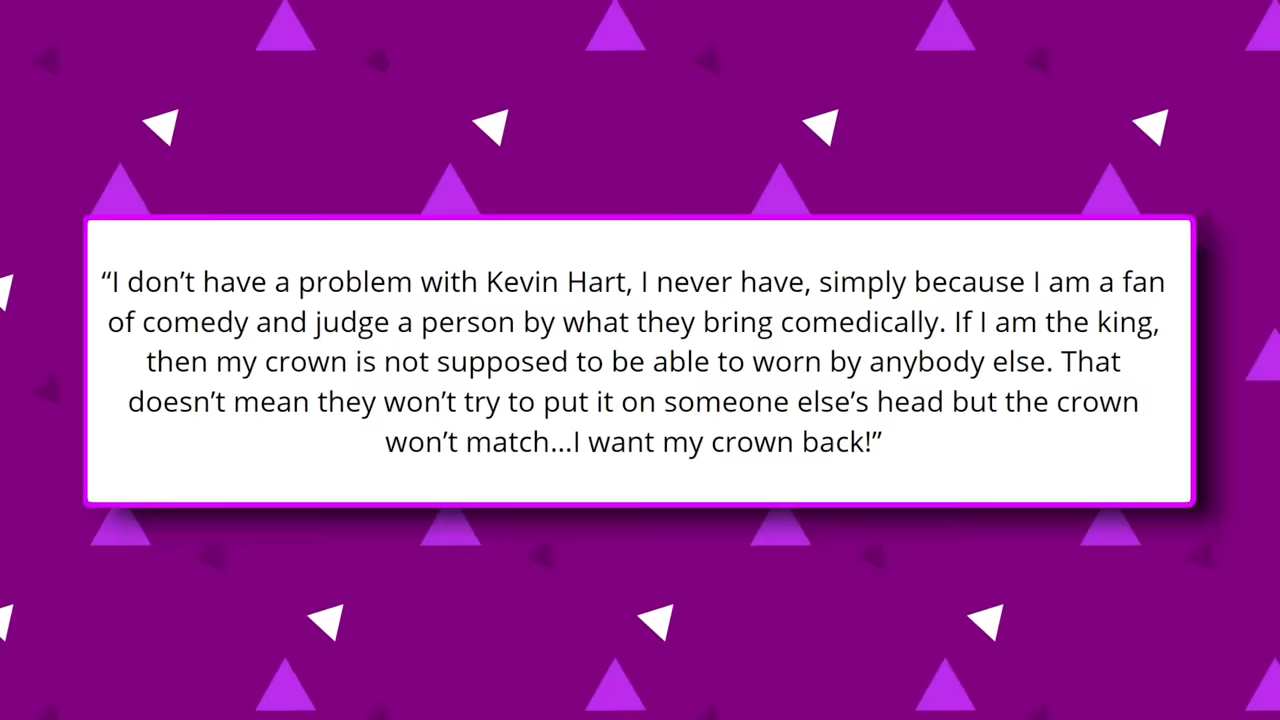 “I don’t have a problem with Kevin Hart, I never have, simply because I am a fan
of comedy and judge a person by what they bring comedically. If I am the king,
then my crown is not supposed to be able to worn by anybody else. That
doesn’t mean they won’t try to put it on someone else’s head but the crown
won’t match...I want my crown back!”